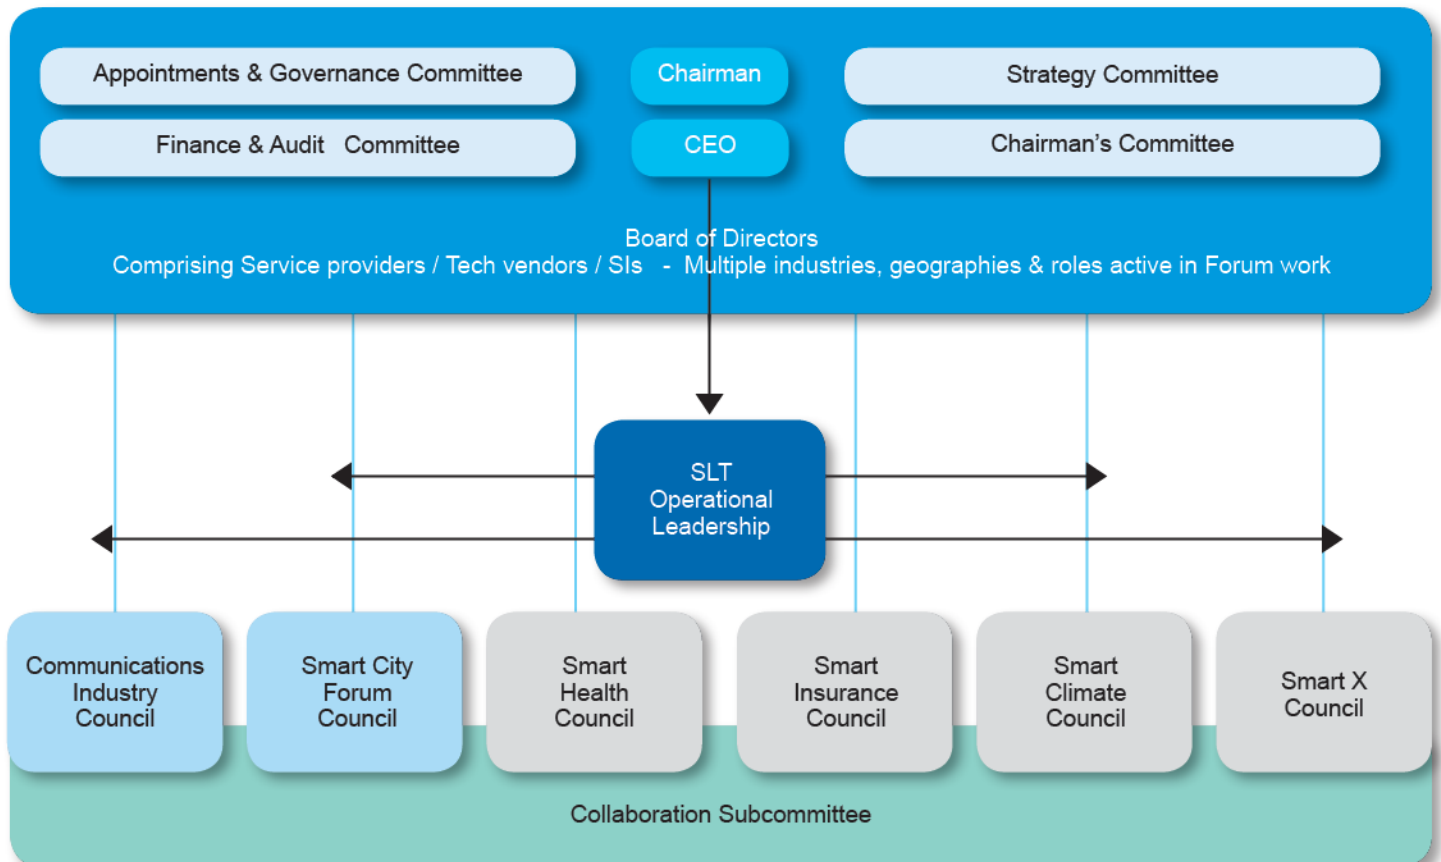 Appointments & Governance Committee
Chairman
Strategy Committee
Finance & Audit Committee
CEO
Chairman's Committee
Board of Directors
Comprising Service providers / Tech vendors / SIs - Multiple industries, geographies & roles active in Forum work
SLT
Operational
Leadership
Communications
Industry
Council
Smart City
Forum
Council
Smart
Health
Council
Smart
Insurance
Council
Smart
Climate
Council
Smart X
Council
Collaboration Subcommittee